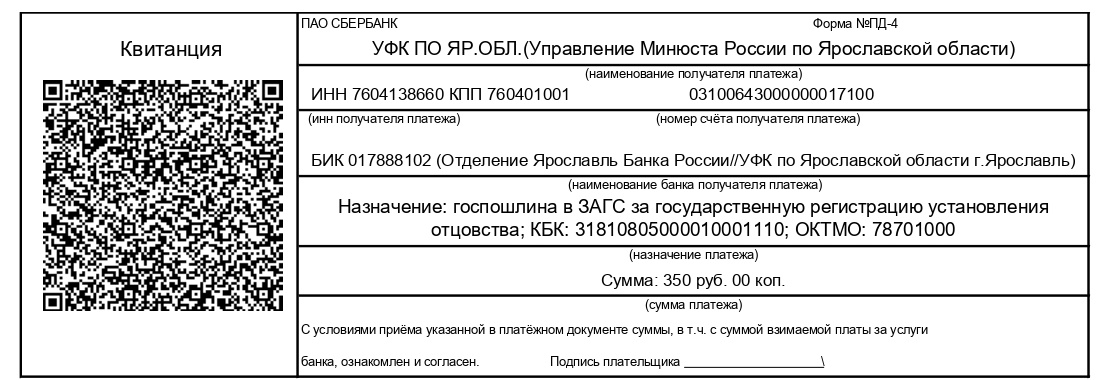 Квитанция
ПАО СБЕРБАНК Форма №ПД-4
УФК ПО ЯР.ОБЛ.(Управление Минюста России по Ярославской области)
(наименование получателя платежа)
ИНН 7604138660 КПП 760401001 03100643000000017100
(инн получателя платежа) (номер счёта получателя платежа)
БИК 017888102 (Отделение Ярославль Банка России//УФК по Ярославской области г.Ярославль)
(наименование банка получателя платежа)
Назначение: госпошлина в ЗАГС за государственную регистрацию установления
отцовства; КБК: 31810805000010001110; ОКТМО: 78701000
(назначение платежа)
Сумма: 350 руб. 00 коп.
(сумма платежа)
С условиями приёма указанной в платёжном документе суммы, в т.ч. с суммой взимаемой платы за услуги
банка, ознакомлен и согласен. Подпись плательщика ____________________\